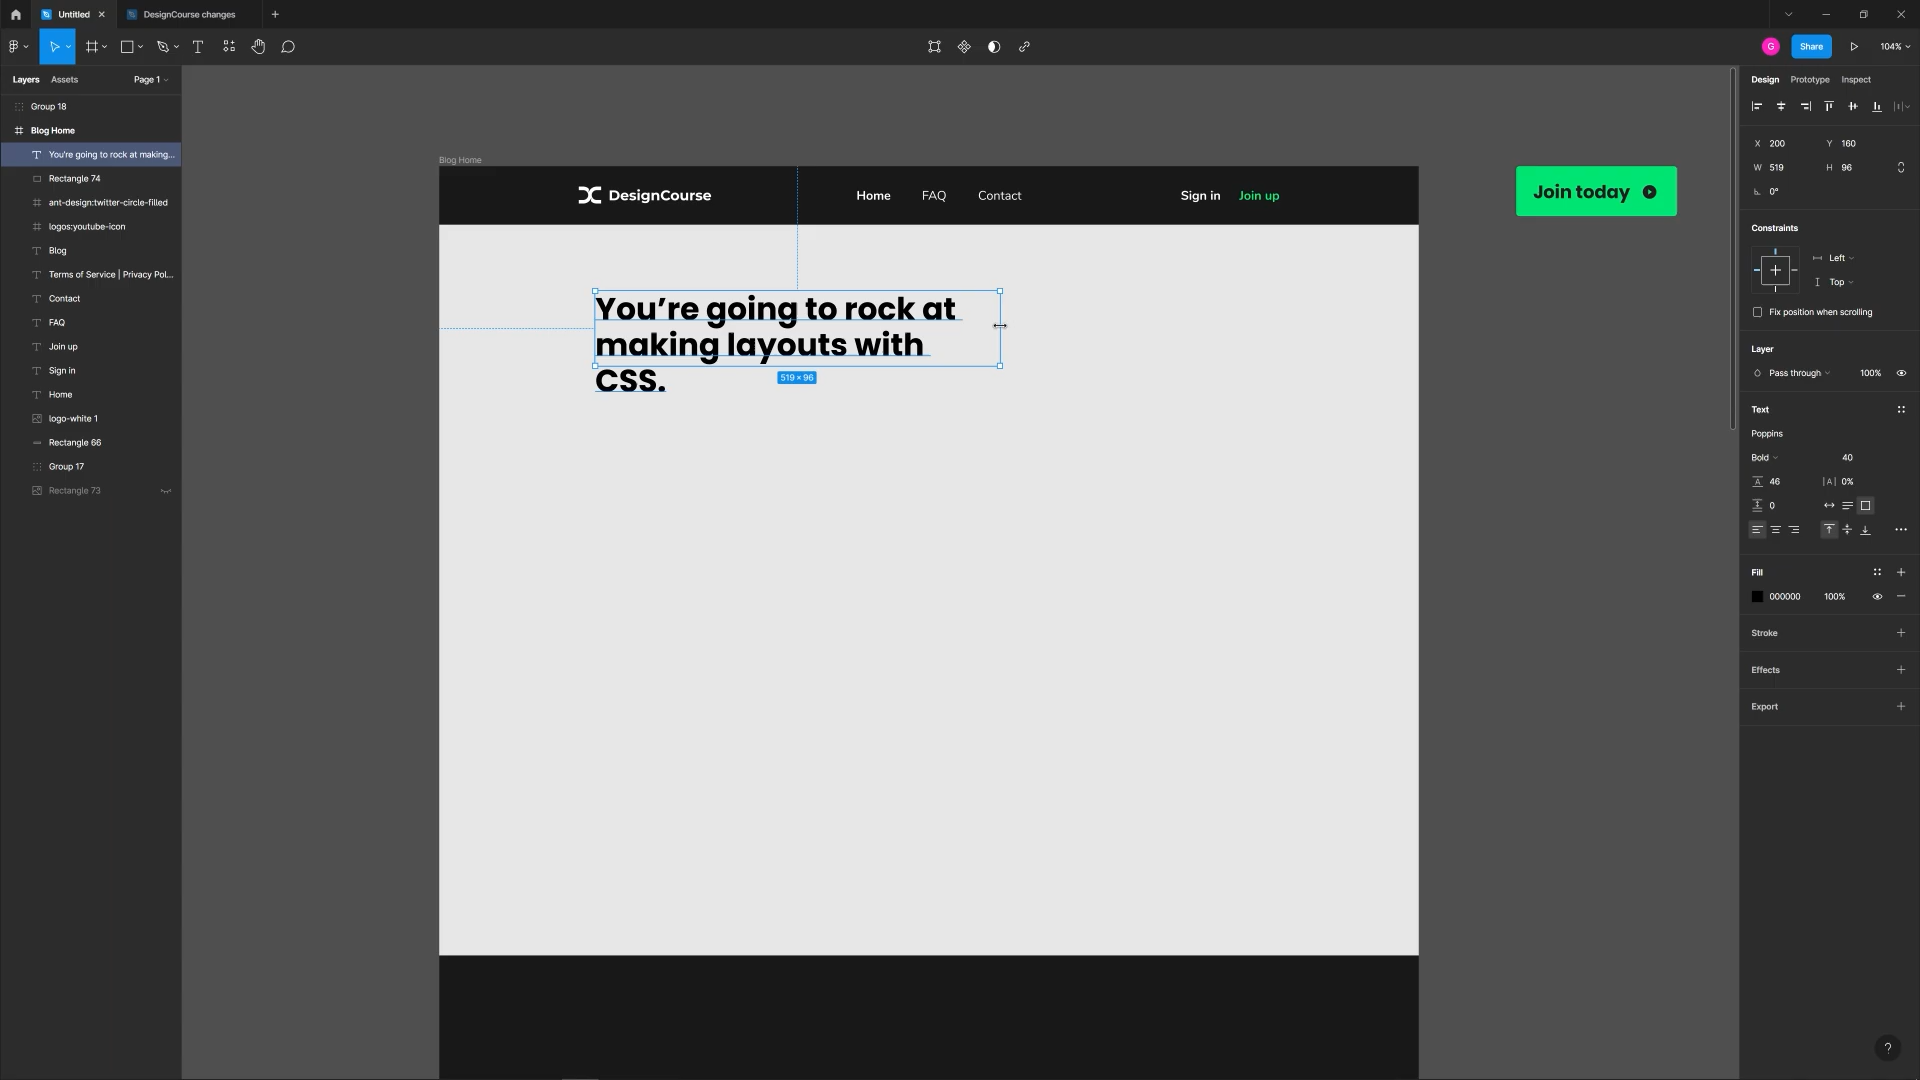 Untitled
DesignCourse changes
G
Share
104%
Layers
Assets
Page 1
Group 18
Blog Home
You're going to rock at making...
Rectangle 74
ant-design:twitter-circle-filled
logos:youtube-icon
Blog
Terms of Service | Privacy Pol...
Contact
FAQ
Join up
Sign in
Home
logo-white 1
Rectangle 66
Group 17
Rectangle 73
Blog Home
DesignCourse
Home
FAQ
Contact
Sign in
Join up
You’re going to rock at
making layouts with
CSS.
519 × 96
Join today
Design
Prototype
Inspect
X 200
Y 160
W 519
H 96
0°
Constraints
Left
Top
Fix position when scrolling
Layer
Pass through
100%
Text
Poppins
Bold
40
A 46
|A| 0%
0
Fill
000000
100%
Stroke
Effects
Export
?